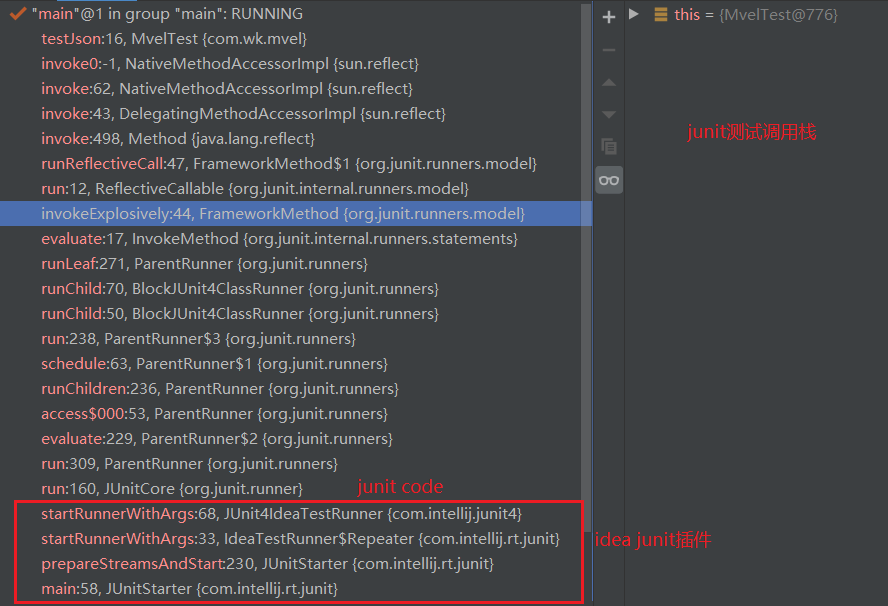 "main"@1 in group "main": RUNNING
testJson:16, MvelTest {com.wk.mvel}
invoke0:-1, NativeMethodAccessorImpl {sun.reflect}
invoke:62, NativeMethodAccessorImpl {sun.reflect}
invoke:43, DelegatingMethodAccessorImpl {sun.reflect}
invoke:498, Method {java.lang.reflect}
runReflectiveCall:47, FrameworkMethod$1 {org.junit.runners.model}
run:12, ReflectiveCallable {org.junit.internal.runners.model}
invokeExplosively:44, FrameworkMethod {org.junit.runners.model}
evaluate:17, InvokeMethod {org.junit.internal.runners.statements}
runLeaf:271, ParentRunner {org.junit.runners}
runChild:70, BlockJUnit4ClassRunner {org.junit.runners}
runChild:50, BlockJUnit4ClassRunner {org.junit.runners}
run:238, ParentRunner$3 {org.junit.runners}
schedule:63, ParentRunner$1 {org.junit.runners}
runChildren:236, ParentRunner {org.junit.runners}
access$000:53, ParentRunner {org.junit.runners}
evaluate:229, ParentRunner$2 {org.junit.runners}
run:309, ParentRunner {org.junit.runners}
run:160, JUnitCore {org.junit.runner}
junit code
startRunnerWithArgs:68, JUnit4IdeaTestRunner {com.intellij.junit4}
startRunnerWithArgs:33, IdeaTestRunner$Repeater {com.intellij.rt.junit}
prepareStreamsAndStart:230, JUnitStarter {com.intellij.rt.junit}
main:58, JUnitStarter {com.intellij.rt.junit}
this = {MvelTest@776}
junit测试调用栈
idea junit插件